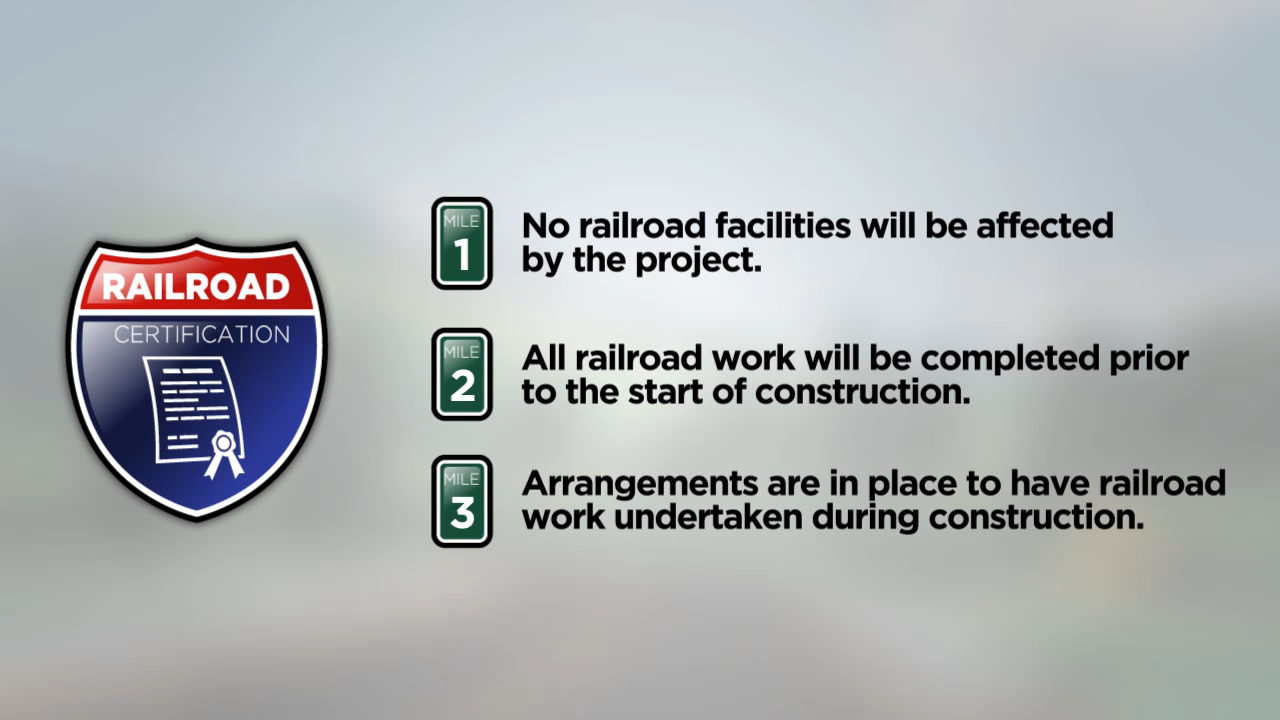 RAILROAD
CERTIFICATION
MILE
1
No railroad facilities will be affected
by the project.
MILE
2
All railroad work will be completed prior
to the start of construction.
MILE
3
Arrangements are in place to have railroad
work undertaken during construction.